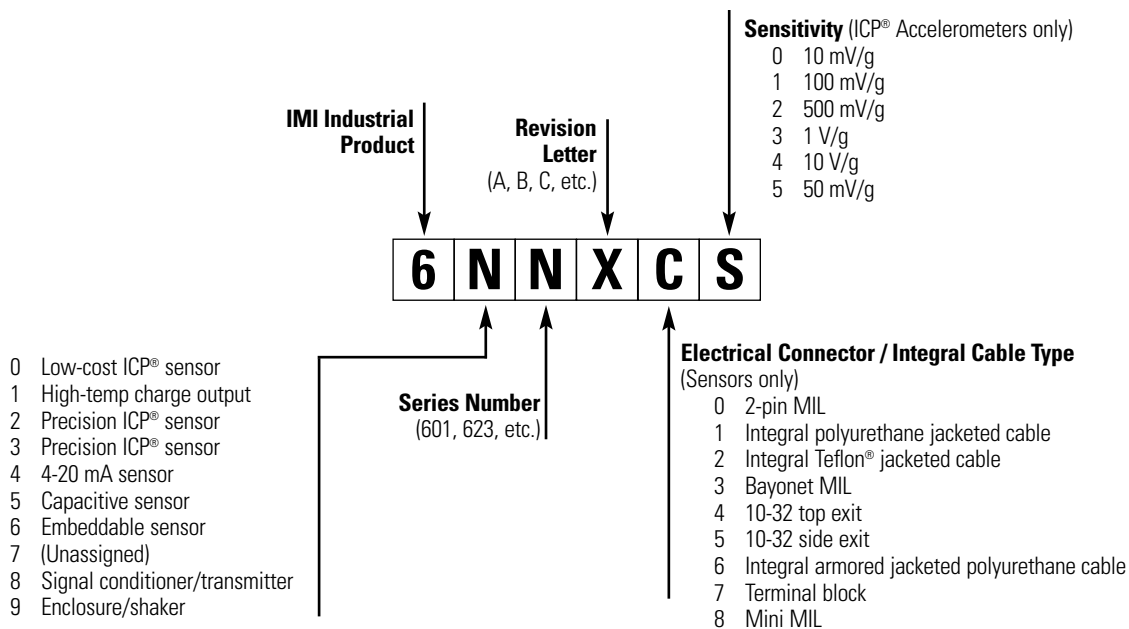 Sensitivity (ICP® Accelerometers only)
0 10 mV/g
1 100 mV/g
2 500 mV/g
3 1 V/g
4 10 V/g
5 50 mV/g
IMI Industrial
Product
Revision
Letter
(A, B, C, etc.)
6 N N X C S
0 Low-cost ICP® sensor
1 High-temp charge output
2 Precision ICP® sensor
3 Precision ICP® sensor
4 4-20 mA sensor
5 Capacitive sensor
6 Embeddable sensor
7 (Unassigned)
8 Signal conditioner/transmitter
9 Enclosure/shaker
Series Number
(601, 623, etc.)
Electrical Connector / Integral Cable Type
(Sensors only)
0 2-pin MIL
1 Integral polyurethane jacketed cable
2 Integral Teflon® jacketed cable
3 Bayonet MIL
4 10-32 top exit
5 10-32 side exit
6 Integral armored jacketed polyurethane cable
7 Terminal block
8 Mini MIL